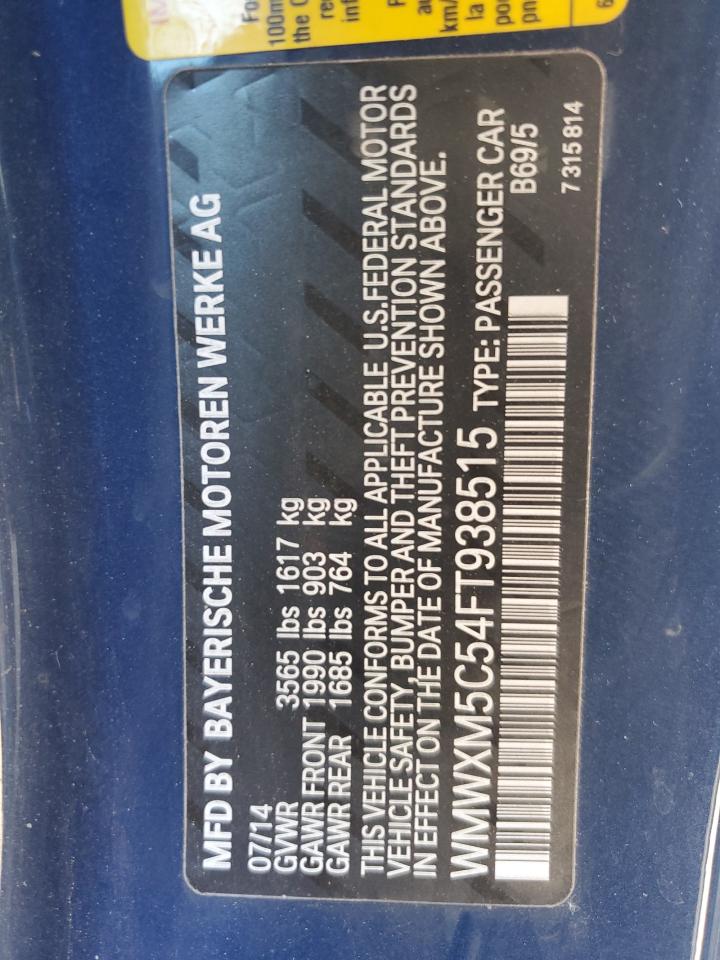 MFD BY BAYERISCHE MOTOREN WERKE AG
07/14
GVWR 3565 lbs 1617 kg
GAWR FRONT 1990 lbs 903 kg
GAWR REAR 1685 lbs 764 kg
THIS VEHICLE CONFORMS TO ALL APPLICABLE U.S.FEDERAL MOTOR
VEHICLE SAFETY, BUMPER AND THEFT PREVENTION STANDARDS
IN EFFECT ON THE DATE OF MANUFACTURE SHOWN ABOVE.
WMWXM5C54FT938515 TYPE: PASSENGER CAR
B69/5
7 315 814